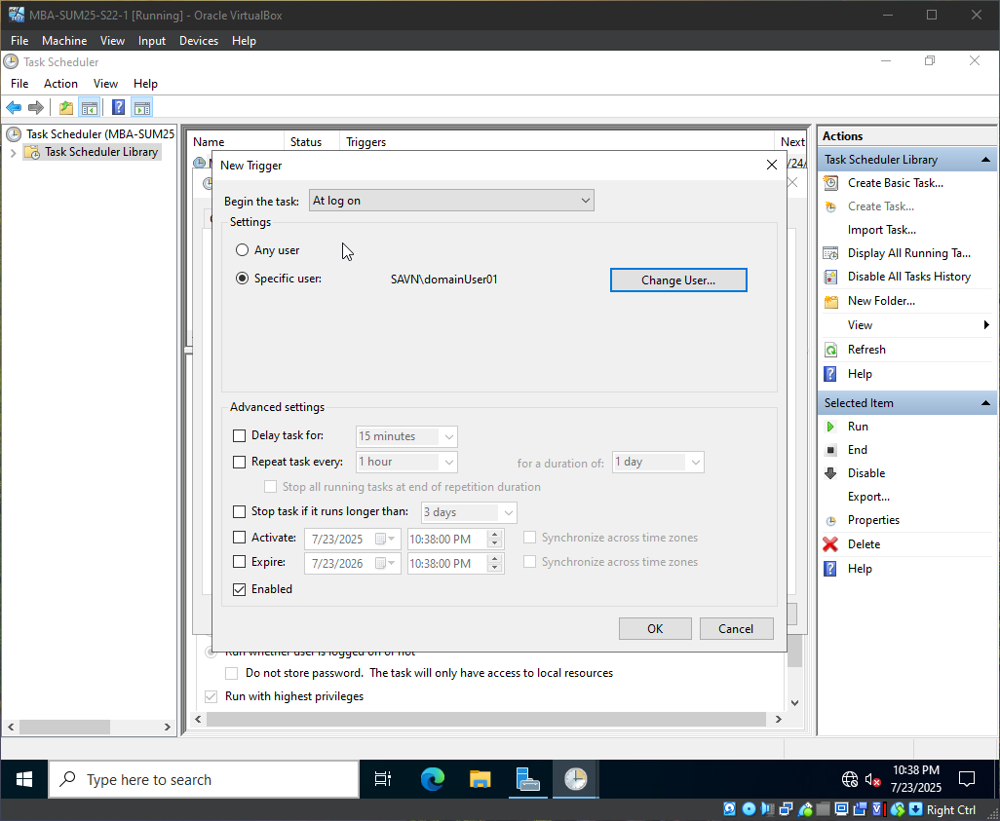 MBA-SUM25-S22-1 [Running] - Oracle VirtualBox
File Machine View Input Devices Help
Task Scheduler
File Action View Help
Task Scheduler (MBA-SUM25
Task Scheduler Library
Name Status Triggers Next
/24/
New Trigger
Begin the task: At log on
Settings
Any user
Specific user: SAVN\domainUser01 Change User...
Advanced settings
Delay task for: 15 minutes
Repeat task every: 1 hour for a duration of: 1 day
Stop all running tasks at end of repetition duration
Stop task if it runs longer than: 3 days
Activate: 7/23/2025 10:38:00 PM Synchronize across time zones
Expire: 7/23/2026 10:38:00 PM Synchronize across time zones
Enabled
OK Cancel
Run whether user is logged on or not
Do not store password. The task will only have access to local resources
Run with highest privileges
Actions
Task Scheduler Library
Create Basic Task...
Create Task...
Import Task...
Display All Running Ta...
Disable All Tasks History
New Folder...
View
Refresh
Help
Selected Item
Run
End
Disable
Export...
Properties
Delete
Help
Type here to search
10:38 PM
7/23/2025
Right Ctrl